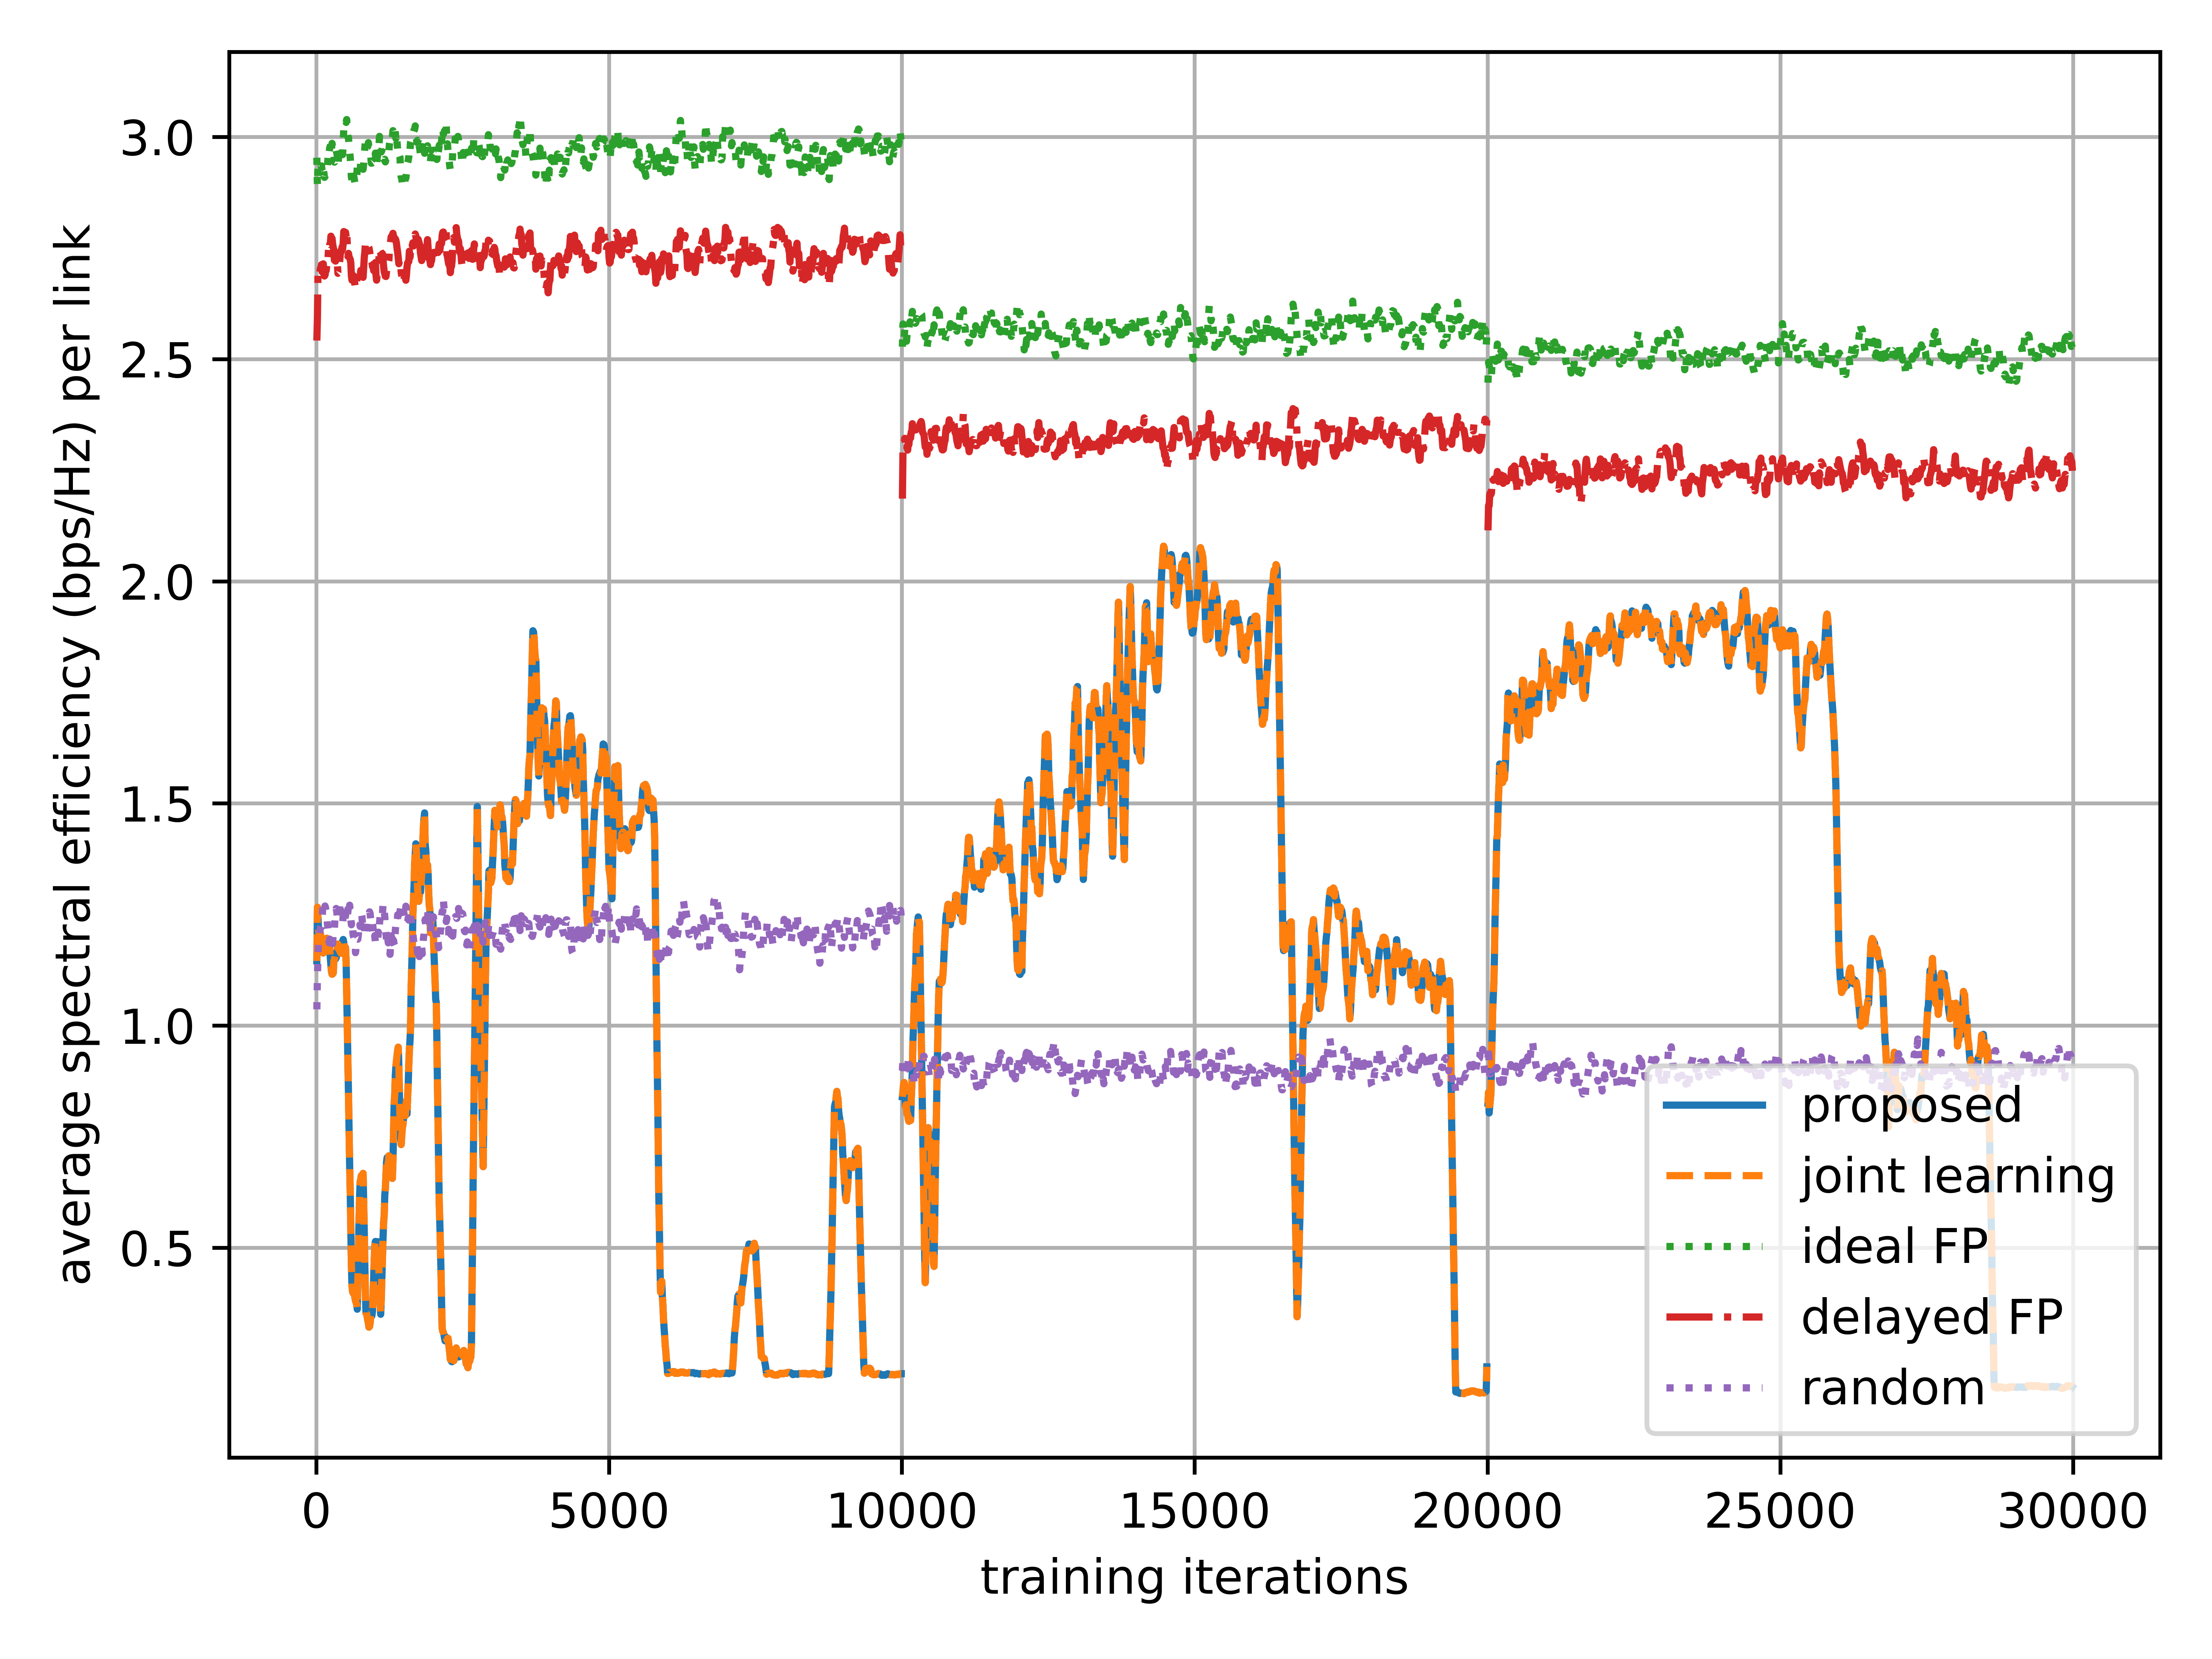 3.0
2.5
2.0
1.5
1.0
0.5
average spectral efficiency (bps/Hz) per link
0 5000 10000 15000 20000 25000 30000
training iterations
proposed
joint learning
ideal FP
delayed FP
random